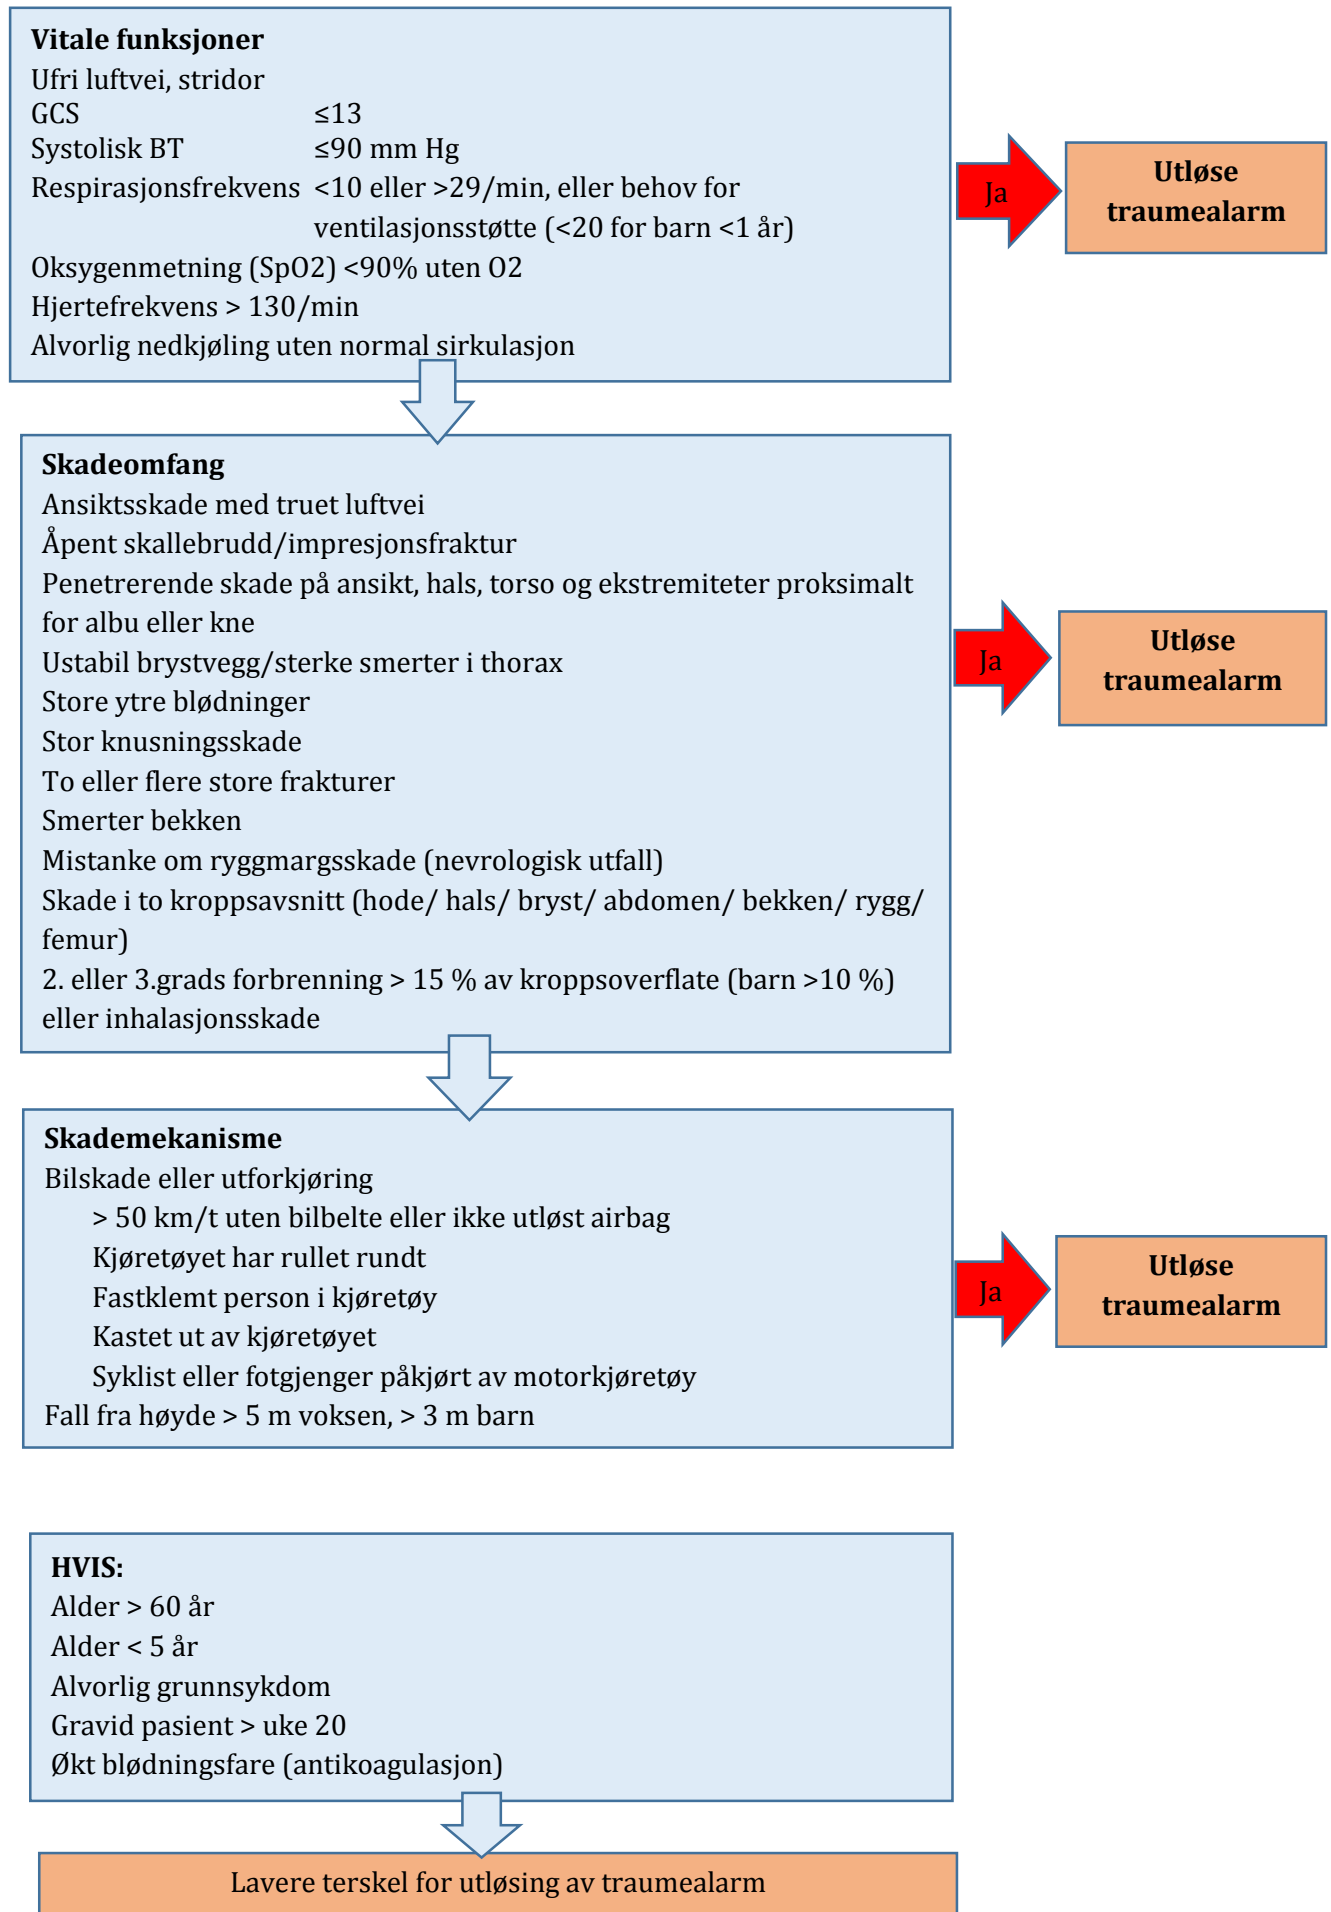 Vitale funksjoner
Ufri luftvei, stridor
GCS ≤13
Systolisk BT ≤90 mm Hg
Respirasjonsfrekvens <10 eller >29/min, eller behov for
ventilasjonsstøtte (<20 for barn <1 år)
Oksygenmetning (SpO2) <90% uten O2
Hjertefrekvens > 130/min
Alvorlig nedkjøling uten normal sirkulasjon
Ja
Utløse
traumealarm
Skadeomfang
Ansiktsskade med truet luftvei
Åpent skallebrudd/impresjonsfraktur
Penetrerende skade på ansikt, hals, torso og ekstremiteter proksimalt
for albu eller kne
Ustabil brystvegg/sterke smerter i thorax
Store ytre blødninger
Stor knusningsskade
To eller flere store frakturer
Smerter bekken
Mistanke om ryggmargsskade (nevrologisk utfall)
Skade i to kroppsavsnitt (hode/ hals/ bryst/ abdomen/ bekken/ rygg/
femur)
2. eller 3.grads forbrenning > 15 % av kroppsoverflate (barn >10 %)
eller inhalasjonsskade
Ja
Utløse
traumealarm
Skademekanisme
Bilskade eller utforkjøring
> 50 km/t uten bilbelte eller ikke utløst airbag
Kjøretøyet har rullet rundt
Fastklemt person i kjøretøy
Kastet ut av kjøretøyet
Syklist eller fotgjenger påkjørt av motorkjøretøy
Fall fra høyde > 5 m voksen, > 3 m barn
Ja
Utløse
traumealarm
HVIS:
Alder > 60 år
Alder < 5 år
Alvorlig grunnsykdom
Gravid pasient > uke 20
Økt blødningsfare (antikoagulasjon)
Lavere terskel for utløsing av traumealarm